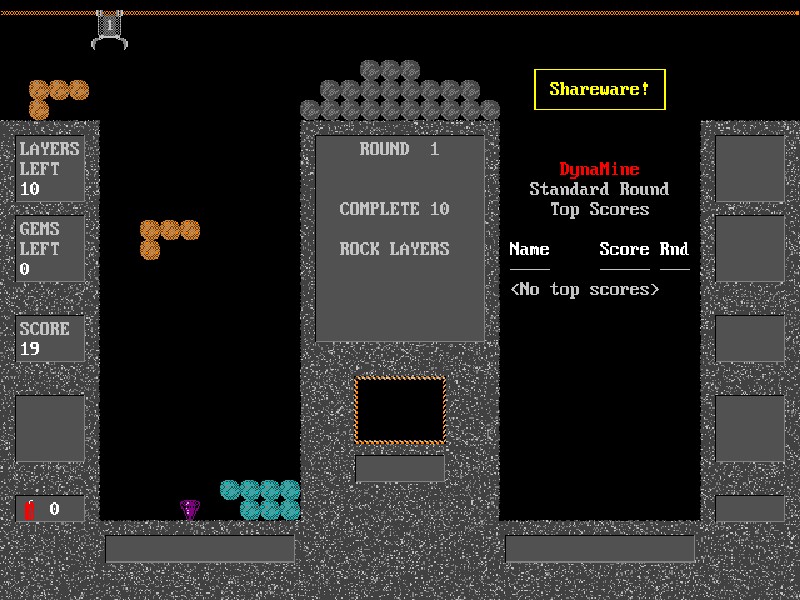 1
Shareware!
LAYERS
LEFT
10
GEMS
LEFT
0
SCORE
19
0
ROUND 1
COMPLETE 10
ROCK LAYERS
DynaMine
Standard Round
Top Scores
Name Score Rnd
<No top scores>